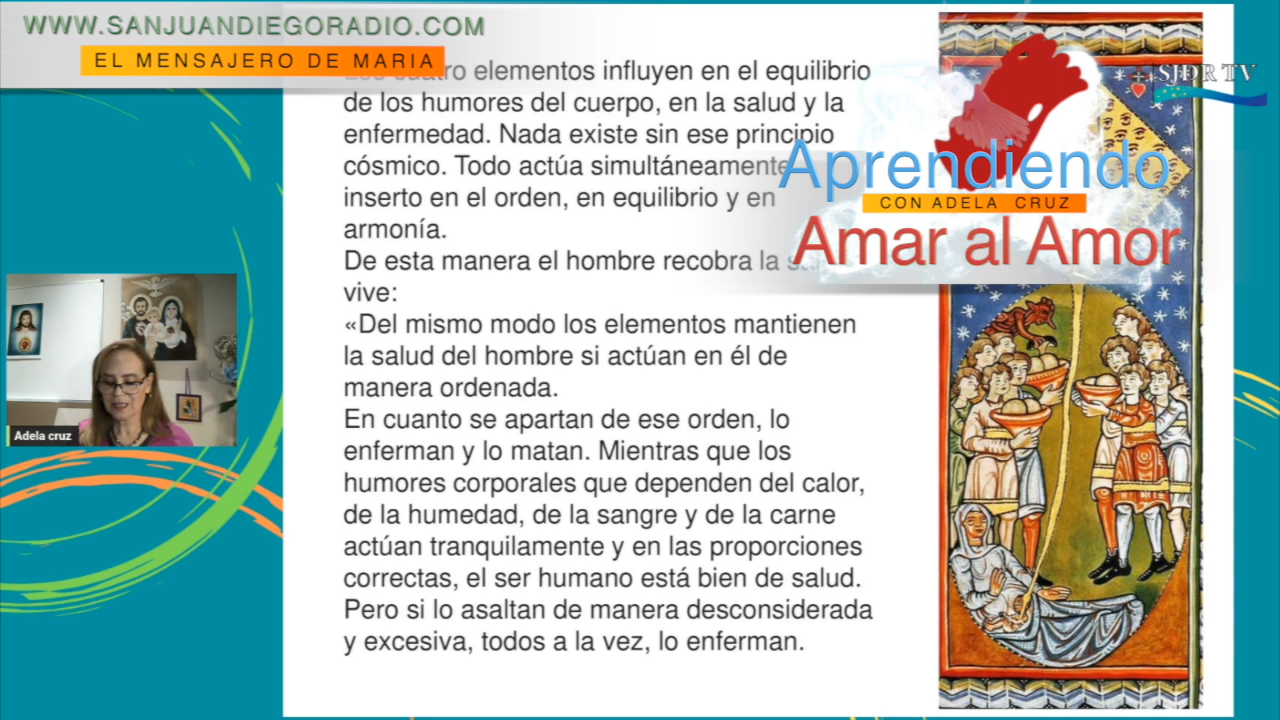 WWW.SANJUANDIEGORADIO.COM
EL MENSAJERO DE MARIA
SJDR TV
Aprendiendo
CON ADELA CRUZ
Amar al Amor
cuatro elementos influyen en el equilibrio
de los humores del cuerpo, en la salud y la
enfermedad. Nada existe sin ese principio
cósmico. Todo actúa simultáneamente
inserto en el orden, en equilibrio y en
armonía.
De esta manera el hombre recobra la
vive:
«Del mismo modo los elementos mantienen
la salud del hombre si actúan en él de
manera ordenada.
En cuanto se apartan de ese orden, lo
enferman y lo matan. Mientras que los
humores corporales que dependen del calor,
de la humedad, de la sangre y de la carne
actúan tranquilamente y en las proporciones
correctas, el ser humano está bien de salud.
Pero si lo asaltan de manera desconsiderada
y excesiva, todos a la vez, lo enferman.
Adela cruz